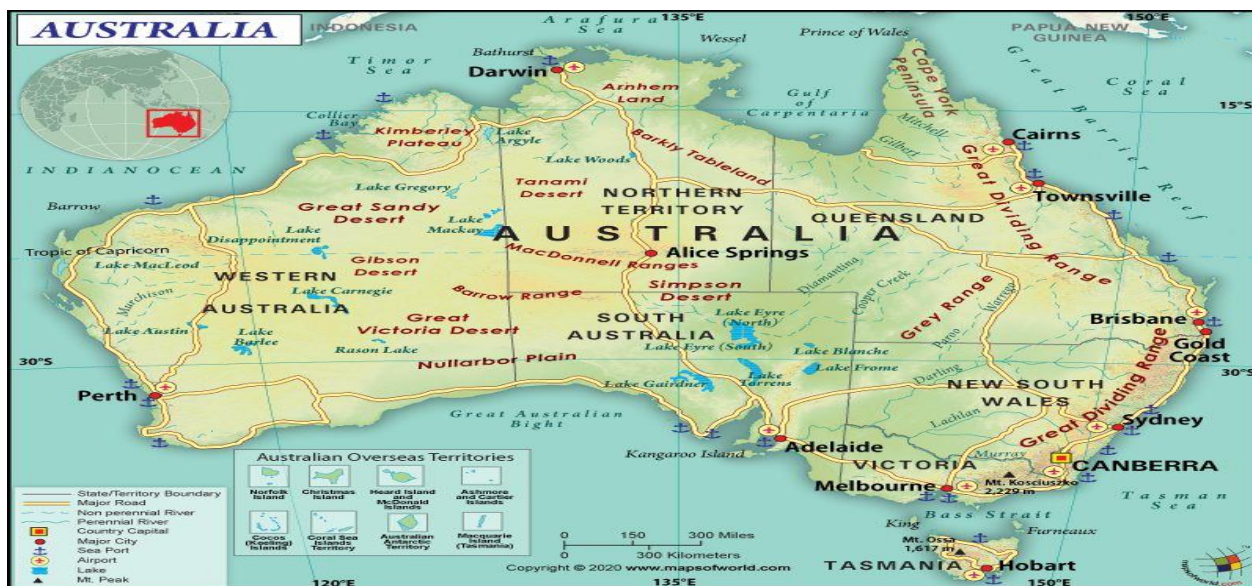 AUSTRALIA
INDONESIA
Arafura
Sea
135°E
150°E
PAPUA NEW
GUINEA
Timor
Sea
Bathurst
Wessel
Prince of Wales
Darwin
Arnhem
Land
Gulf
of
Carpentaria
Cape York
Peninsula
Great Barrier Reef
Coral
Sea
15°S
Collier
Bay
Kimberley
Plateau
Lake
Argyle
Mitchell
Gilbert
Cairns
INDIAN OCEAN
Lake Woods
Barkly Tableland
Great Dividing Range
Townsville
Barrow
Lake Gregory
Tanami
Desert
NORTHERN
TERRITORY
QUEENSLAND
Great Sandy
Desert
Lake
Mackay
AUSTRALIA
Tropic of Capricorn
Lake
Disappointment
Lake MacLeod
Gibson
Desert
MacDonnell Ranges
Alice Springs
WESTERN
AUSTRALIA
Murchison
Lake Carnegie
Barrow Range
Simpson
Desert
Diamantina
Cooper Creek
Grey Range
Warrego
Paroo
Lake Austin
Lake
Barlee
Great
Victoria Desert
Rason Lake
SOUTH
AUSTRALIA
Lake Eyre
(North)
Lake Eyre (South)
Lake Blanche
Lake Frome
Brisbane
Gold
Coast
30°S
30°S
Nullarbor Plain
Lake Gairdner
Lake
Torrens
Darling
NEW SOUTH
WALES
Great Dividing Range
Perth
Great Australian
Bight
Lachlan
Sydney
Kangaroo Island
Adelaide
Murray
VICTORIA
CANBERRA
Mt. Kosciuszko
2,229 m
Melbourne
Tasman
Sea
Bass Strait
King
Furneaux
Mt. Ossa
1,617 m
TASMANIA
Hobart
Australian Overseas Territories
Norfolk
Island
Christmas
Island
Heard Island
and
McDonald
Islands
Ashmore
and Cartier
Islands
Cocos
(Keeling)
Islands
Coral Sea
Islands
Territory
Australian
Antarctic
Territory
Macquarie
Island
(Tasmania)
State/Territory Boundary
Major Road
Non perennial River
Perennial River
Country Capital
Major City
Sea Port
Airport
Lake
Mt. Peak
0 150 300 Miles
0 300 Kilometers
Copyright © 2020 www.mapsofworld.com
120°E
135°E
150°E
mapsofworld.com